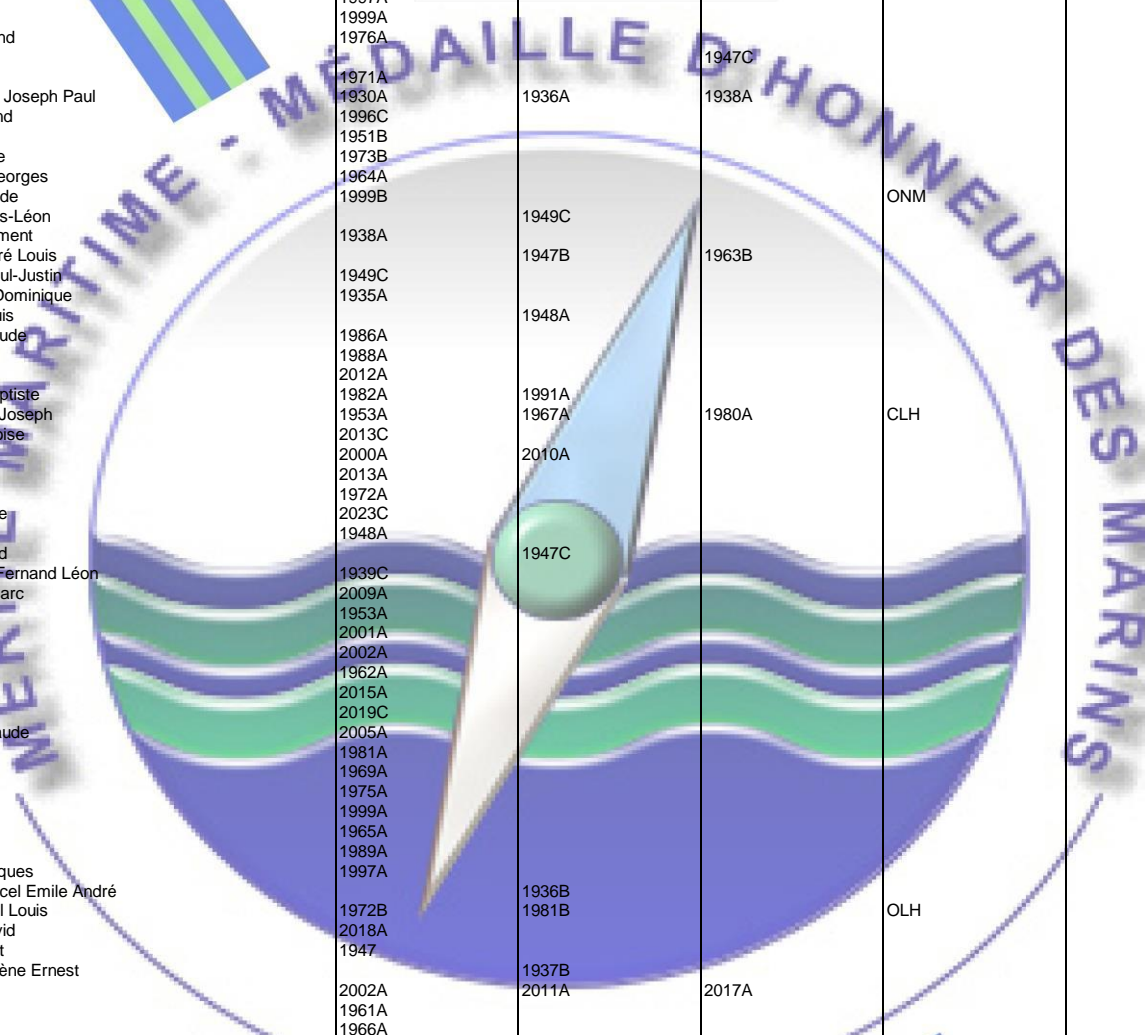 MARITIME - MÉDAILLE D'HONNEUR DES MARINS
1999A
nd 1976A
1947C
1971A
Joseph Paul 1930A 1936A 1938A
nd 1996C
1951B
e 1973B
eorges 1964A
de 1999B ONM
s-Léon 1949C
ment 1938A
ré Louis 1947B 1963B
ul-Justin 1949C
Dominique 1935A
uis 1948A
ude 1986A
1988A
2012A
ptiste 1982A 1991A
Joseph 1953A 1967A 1980A CLH
oise 2013C
2000A 2010A
2013A
1972A
e 2023C
1948A
d 1947C
Fernand Léon 1939C
arc 2009A
1953A
2001A
2002A
1962A
2015A
2019C
aude 2005A
1981A
1969A
1975A
1999A
1965A
1989A
ques 1997A
cel Emile André 1936B
l Louis 1972B 1981B OLH
vid 2018A
t 1947
ène Ernest 1937B
2002A 2011A 2017A
1961A
1966A